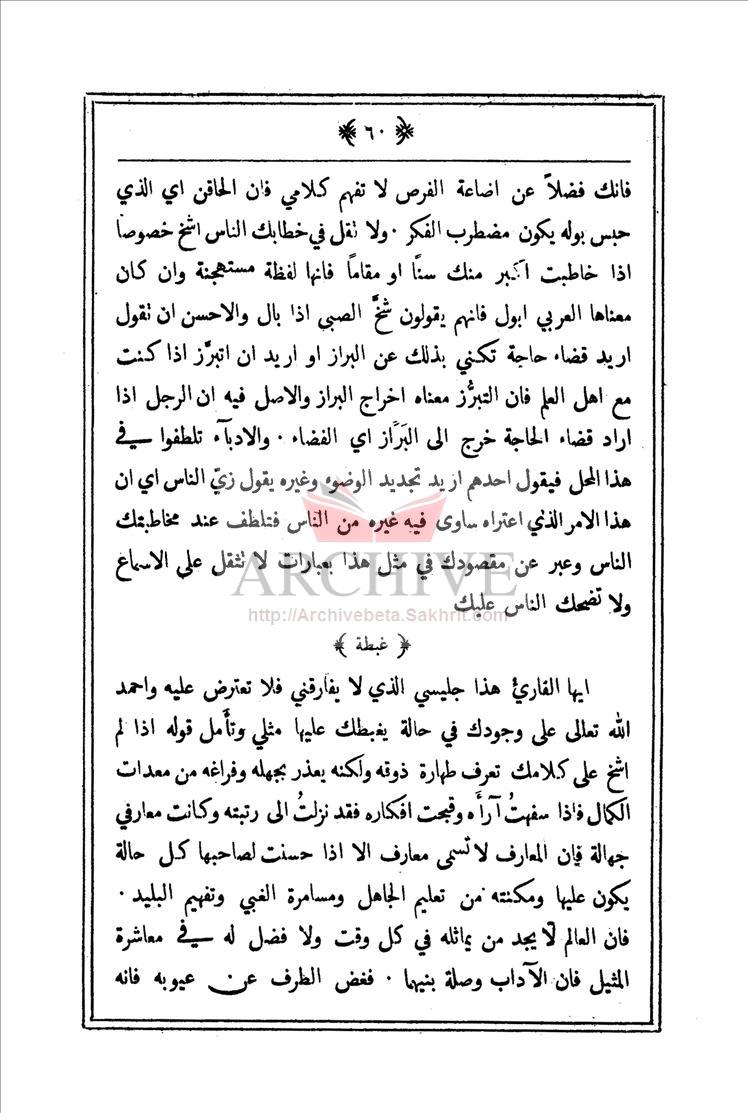 ٦٠
فانك فضلاً عن اضاعة الفرص لا تفهم كلامي فان الحاقن اي الذي
حبس بوله يكون مضطرب الفكر ٠ ولا تقل في خطابك الناس اشخ خصوصا
اذا خاطبت اكبر منك سنًا او مقاماً فانها لفظة مستهجنة وان كان
معناها العربي ابول فانهم يقولون شخَّ الصبي اذا بال والاحسن ان تقول
اريد قضاء حاجة تكني بذلك عن البراز او اريد ان اتبرَّز اذا كنت
مع اهل العلم فان التبرُّز معناه اخراج البراز والاصل فيه ان الرجل اذا
اراد قضاء الحاجة خرج الى البَرَاز اي الفضاء ٠ والادبآء تلطفوا في
هذا المحل فيقول احدهم اريد تجديد الوضوء وغيره يقول زيّ الناس اي ان
هذا الامر الذي اعتراه ساوى فيه غيره من الناس فتلطف عند مخاطبتك
الناس وعبر عن مقصودك في مثل هذا بعبارات لا تثقل على الاسماع
ولا تضحك الناس عليك
ARCHIVE
http://Archivebeta.Sakhrit.com
غبطة
ايها القارئ هذا جليسي الذي لا يفارقني فلا تعترض عليه واحمد
الله تعالى على وجودك في حالة يغبطك عليها مثلي وتأمل قوله اذا لم
اشخ على كلامك تعرف طهارة ذوقه ولكنه يعذر بجهله وفراغه من معدات
الكمال فاذا سفهتُ آرأه وقبحت افكاره فقد نزلتُ الى رتبته وكانت معارفي
جهالة فان المعارف لا تسمى معارف الا اذا حسنت لصاحبها كل حالة
يكون عليها ومكنته من تعليم الجاهل ومسامرة الغبي وتفهيم البليد ٠
فان العالم لا يجد من يماثله في كل وقت ولا فضل له في معاشرة
المثيل فان الآداب وصلة بنيهما ٠ فغض الطرف عن عيوبه فانه